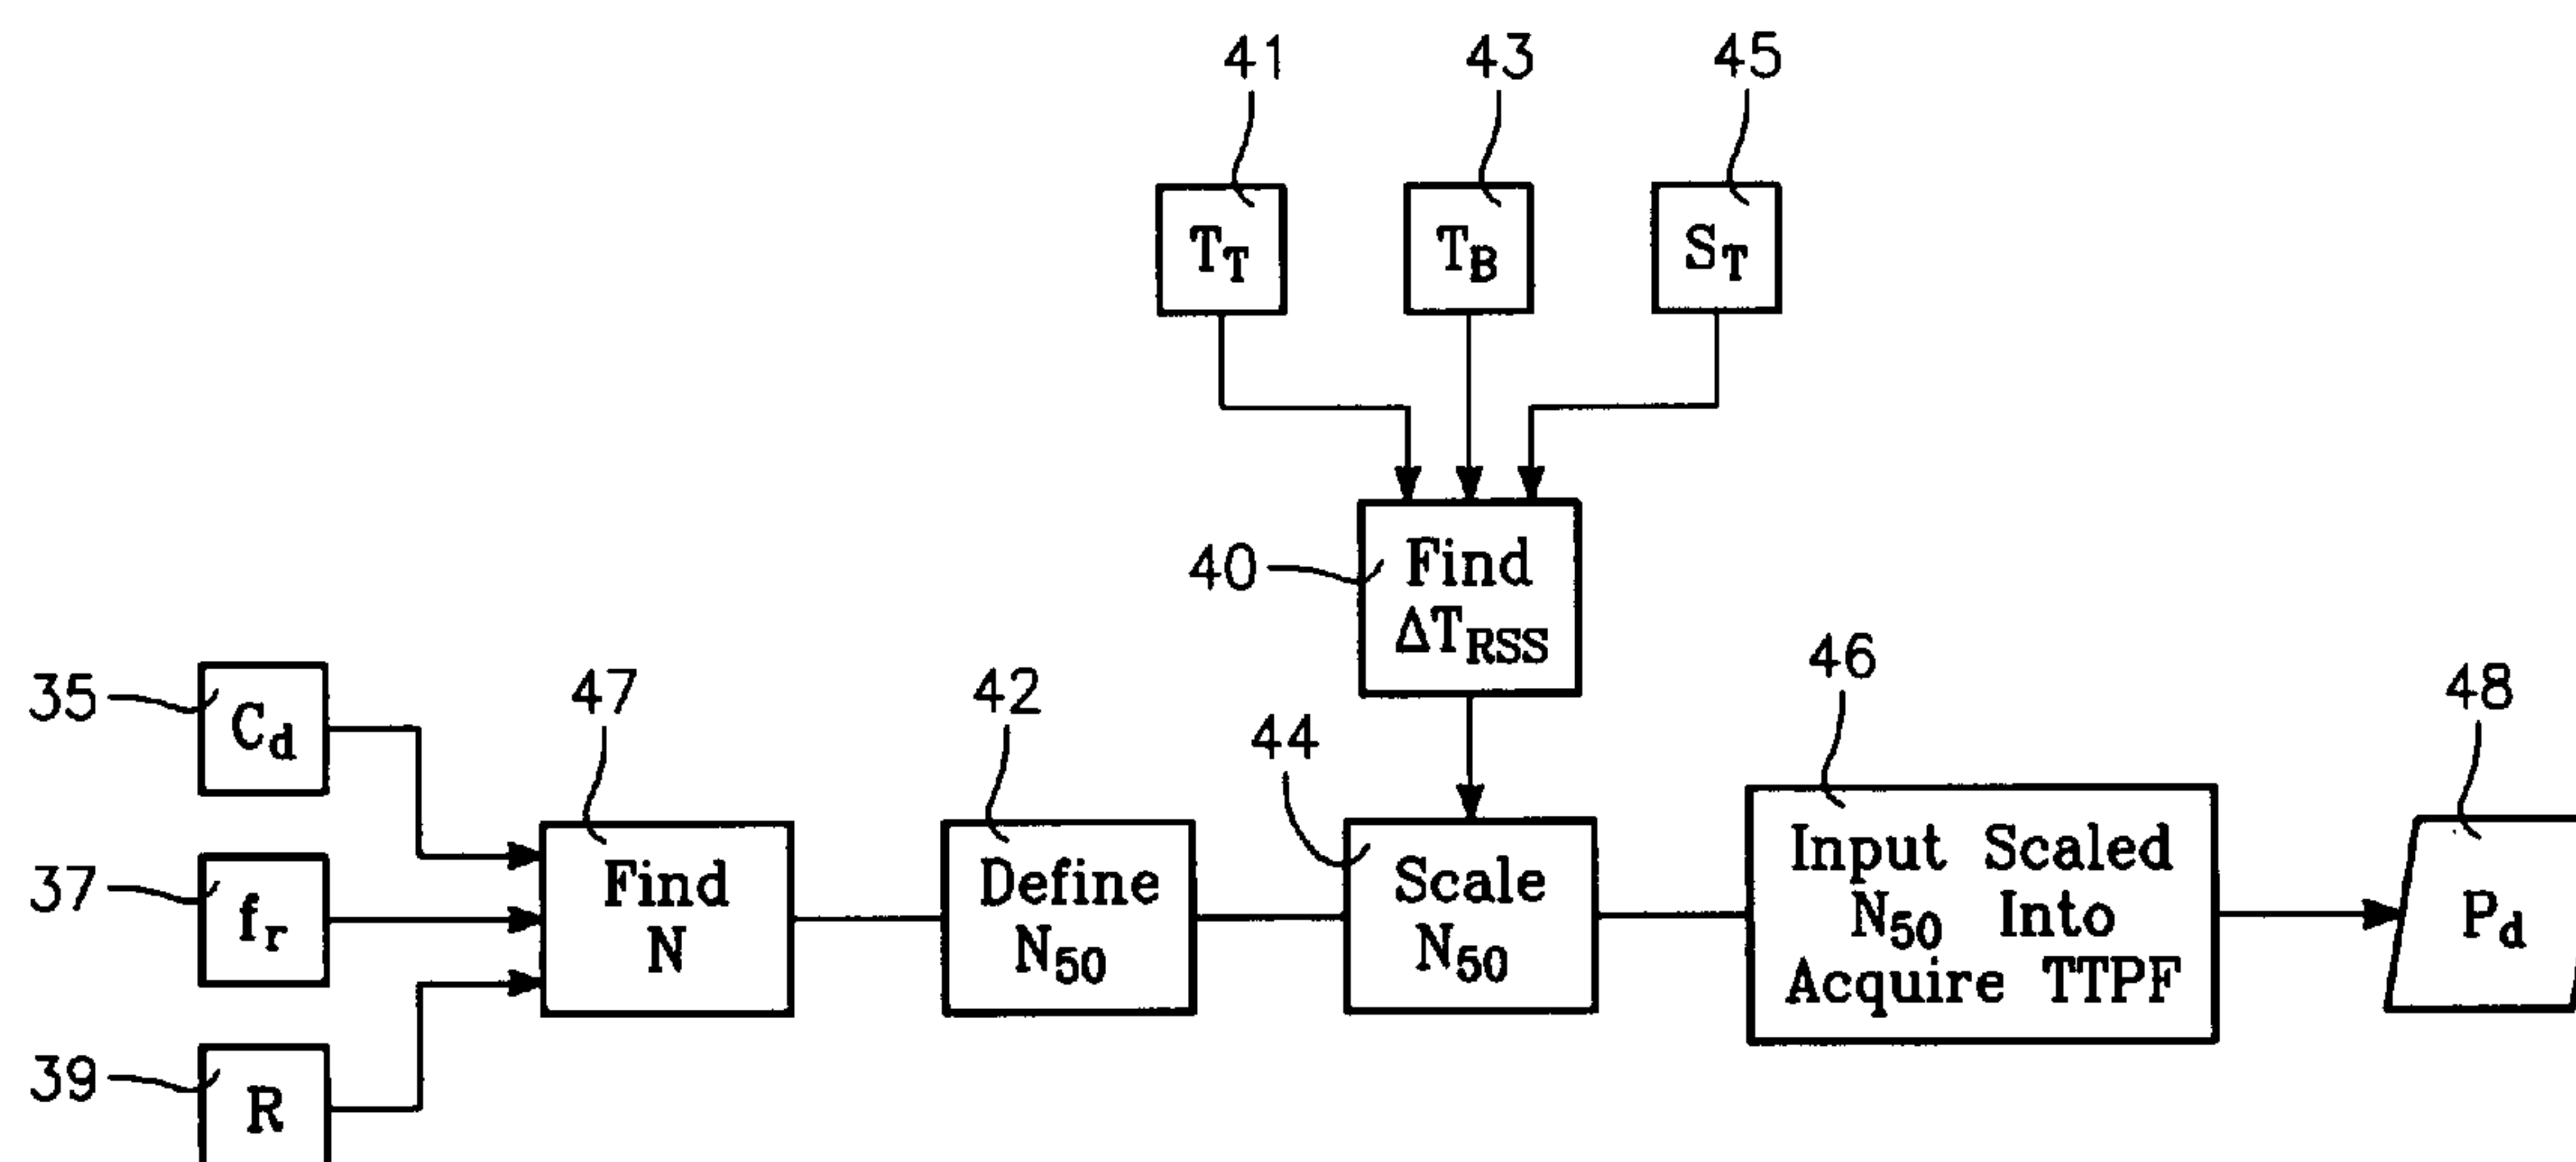 41 43 45
T_T T_B S_T
40 Find
ΔT_RSS
35 C_d 47 42 44 46 48
37 f_r
39 R
Find
N
Define
N_50
Scale
N_50
Input Scaled
N_50 Into
Acquire TTPF
P_d